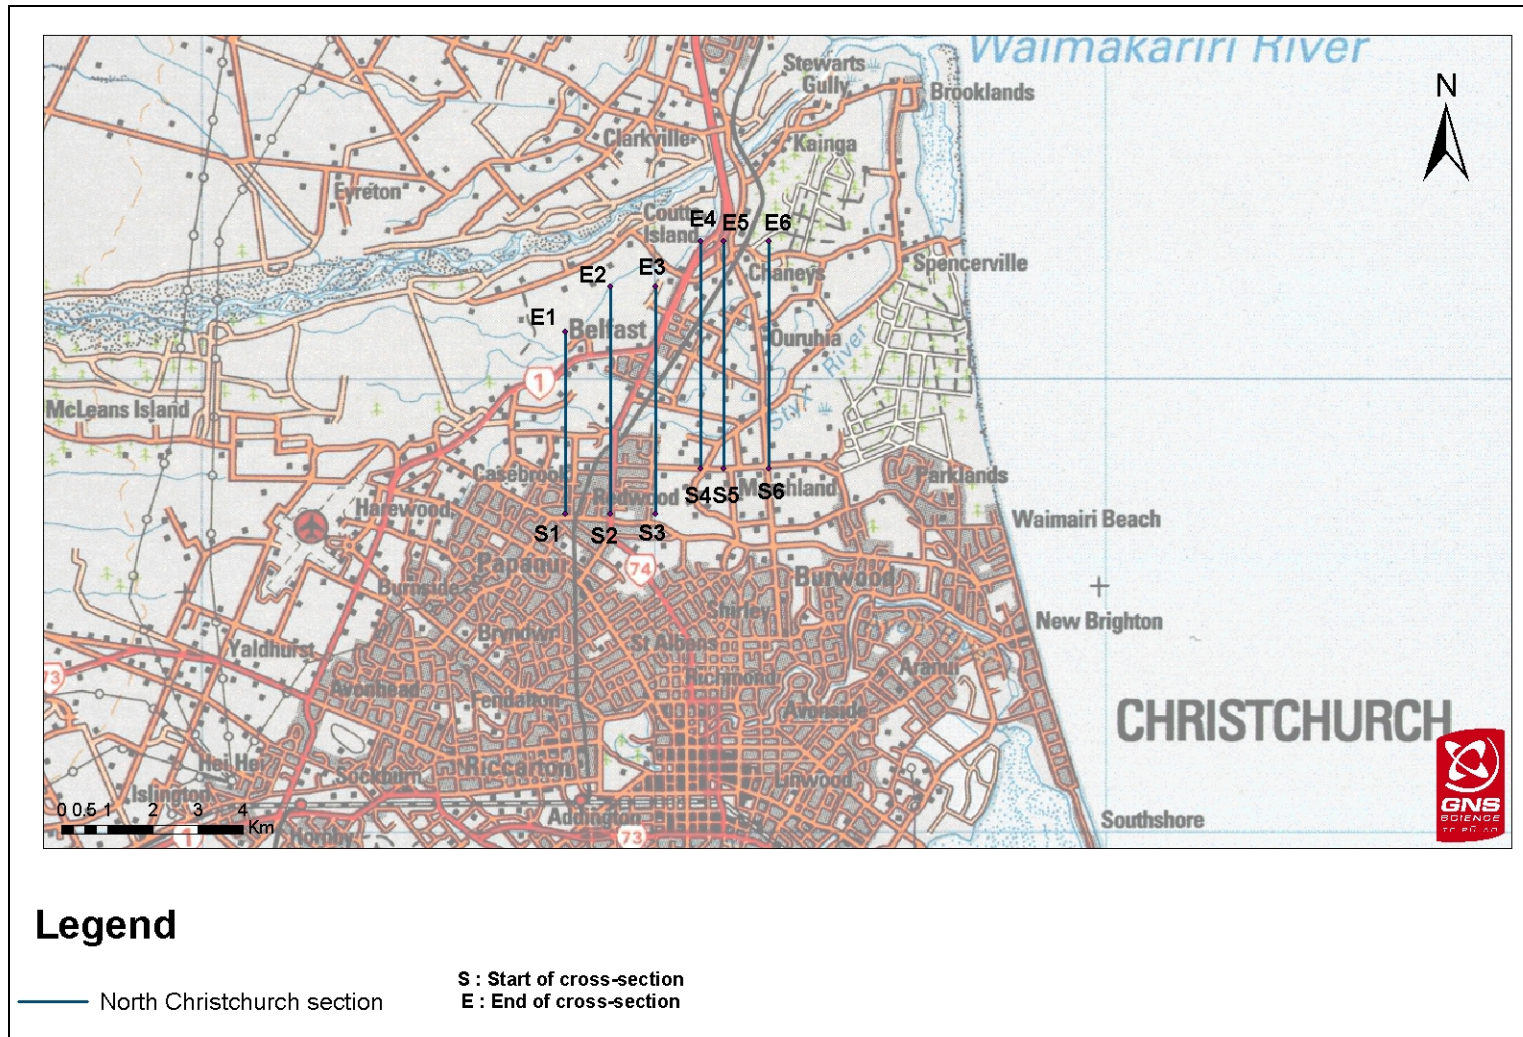 Waimakariri River
Stewarts
Gully
Brooklands
N
Clarkville
Kainga
Eyreton
Coutts
Island
E4
E5
E6
Chaneys
Spencerville
E2
E3
E1
Belfast
Ouruhia
1
Styx River
McLeans Island
Casebrook
Redwood
Marshland
Parklands
S4
S5
S6
Harewood
S1
S2
S3
Waimairi Beach
Papanui
74
Burnside
Burwood
Shirley
New Brighton
Bryndwr
St Albans
Yaldhurst
Aranui
73
Richmond
Avonhead
Fendalton
Avonside
CHRISTCHURCH
Hei Hei
Sockburn
Riccarton
Linwood
Islington
0 0.5 1 2 3 4
Km
Addington
Southshore
1
Hornby
73
GNS
SCIENCE
TE PŪ AO
Legend
North Christchurch section
S : Start of cross-section
E : End of cross-section